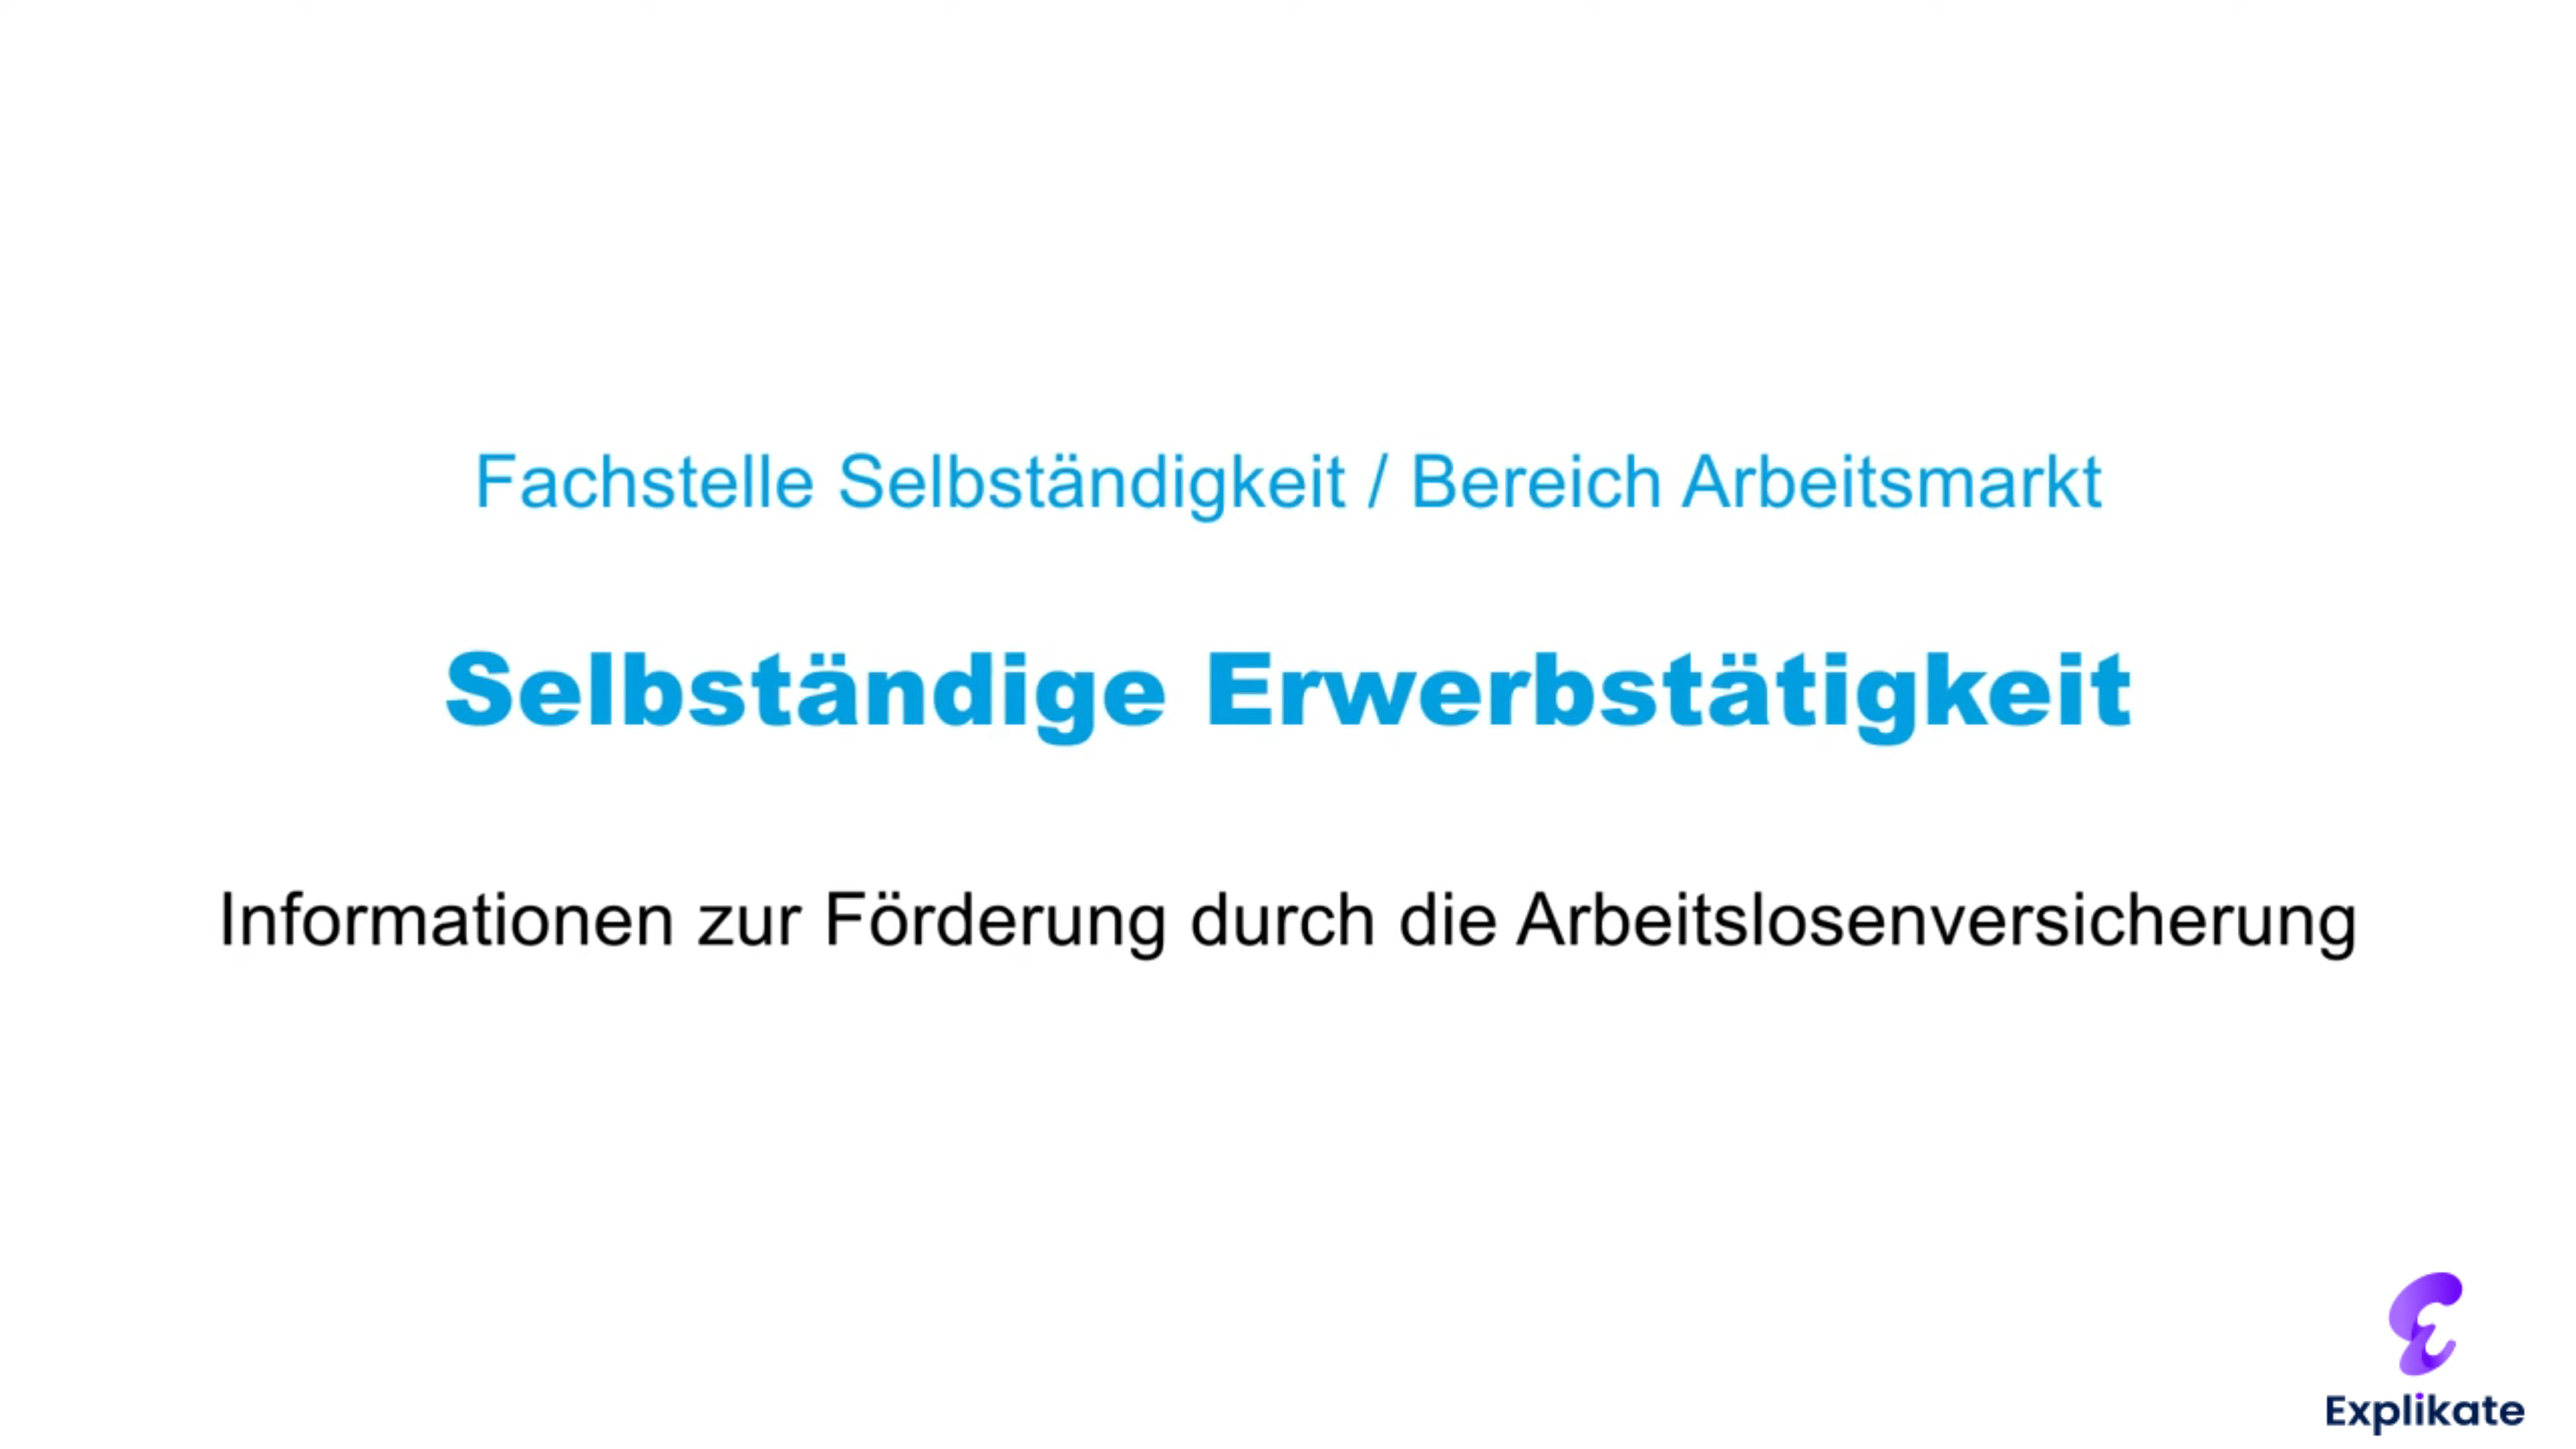 Fachstelle Selbständigkeit / Bereich Arbeitsmarkt
Selbständige Erwerbstätigkeit
Informationen zur Förderung durch die Arbeitslosenversicherung
Explikate